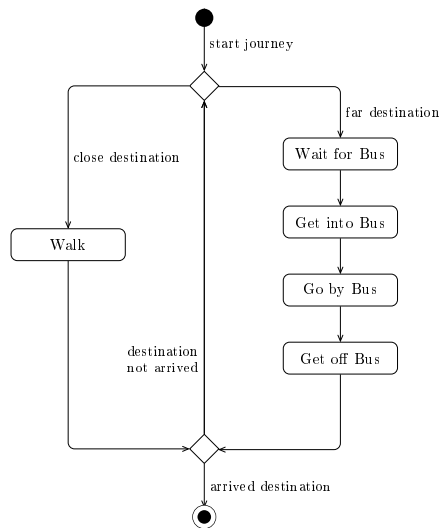 start journey
far destination
close destination
Wait for Bus
Get into Bus
Walk
Go by Bus
destination
not arrived
Get off Bus
arrived destination